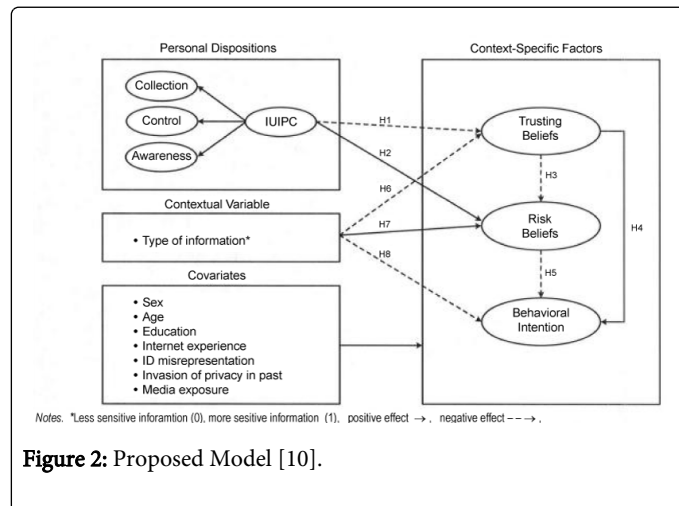 Personal Dispositions
Collection
Control
Awareness
IUIPC
Contextual Variable
• Type of information*
Covariates
• Sex
• Age
• Education
• Internet experience
• ID misrepresentation
• Invasion of privacy in past
• Media exposure
H1
H2
H6
H7
H8
Context-Specific Factors
Trusting
Beliefs
H3
Risk
Beliefs
H4
H5
Behavioral
Intention
Notes. *Less sensitive inforamtion (0), more sesitive information (1), positive effect →, negative effect – – →,
Figure 2: Proposed Model [10].